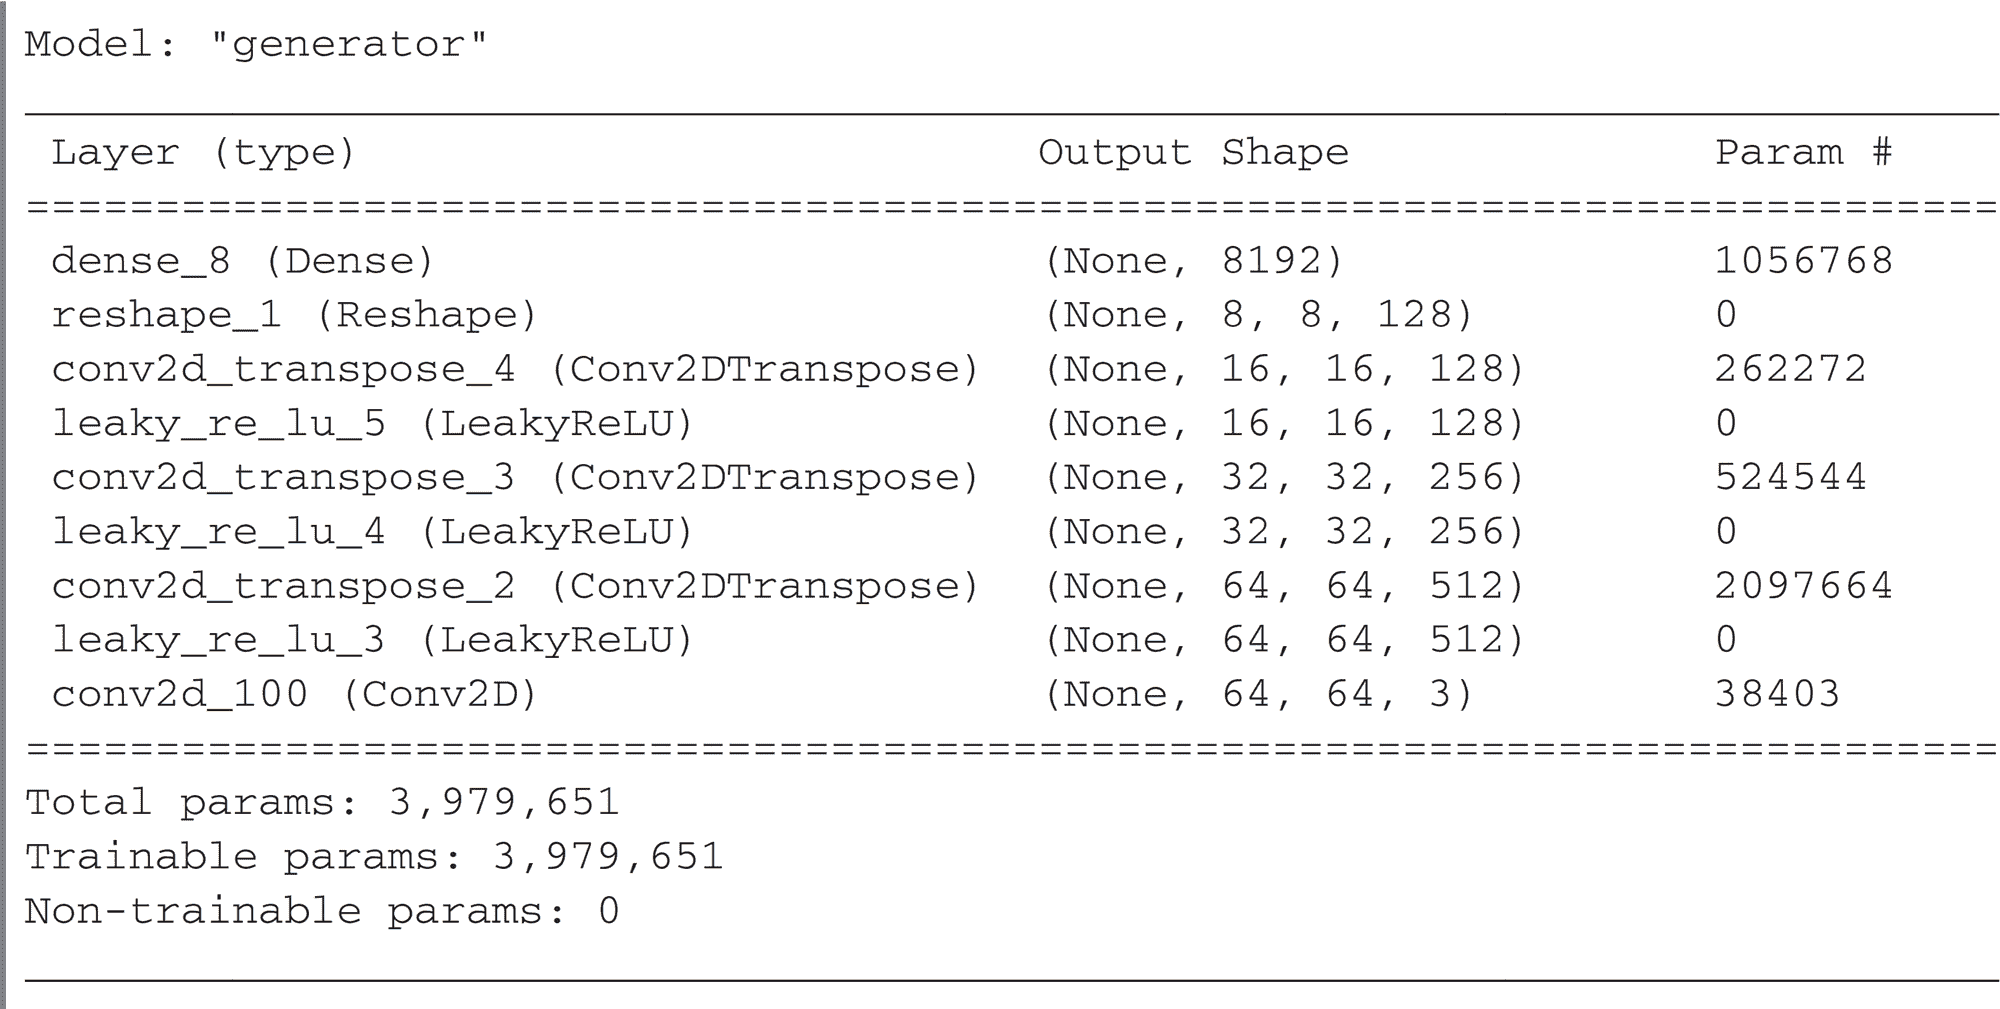 Model: "generator"
Layer (type) Output Shape Param #
=================================================================
dense_8 (Dense) (None, 8192) 1056768
reshape_1 (Reshape) (None, 8, 8, 128) 0
conv2d_transpose_4 (Conv2DTranspose) (None, 16, 16, 128) 262272
leaky_re_lu_5 (LeakyReLU) (None, 16, 16, 128) 0
conv2d_transpose_3 (Conv2DTranspose) (None, 32, 32, 256) 524544
leaky_re_lu_4 (LeakyReLU) (None, 32, 32, 256) 0
conv2d_transpose_2 (Conv2DTranspose) (None, 64, 64, 512) 2097664
leaky_re_lu_3 (LeakyReLU) (None, 64, 64, 512) 0
conv2d_100 (Conv2D) (None, 64, 64, 3) 38403
=================================================================
Total params: 3,979,651
Trainable params: 3,979,651
Non-trainable params: 0